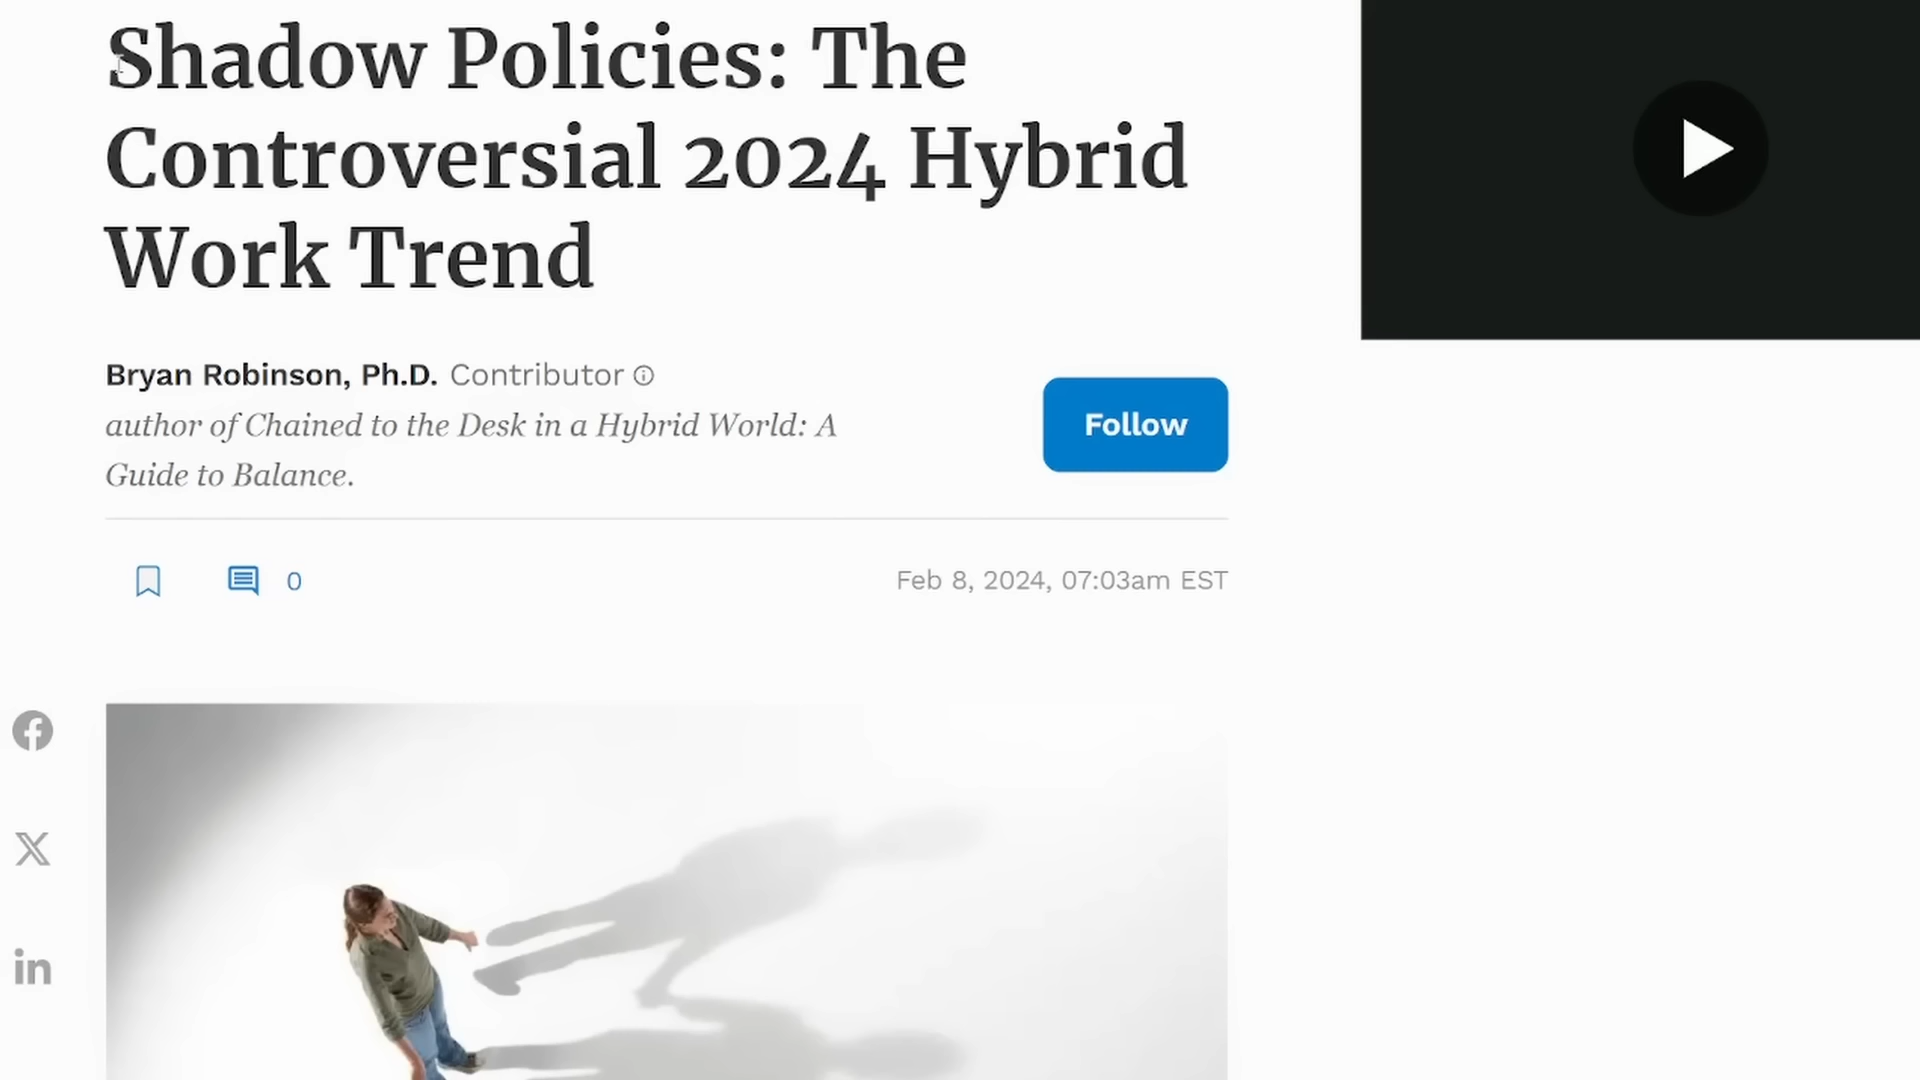 Shadow Policies: The
Controversial 2024 Hybrid
Work Trend
Bryan Robinson, Ph.D. Contributor
author of Chained to the Desk in a Hybrid World: A
Guide to Balance.
Follow
0
Feb 8, 2024, 07:03am EST